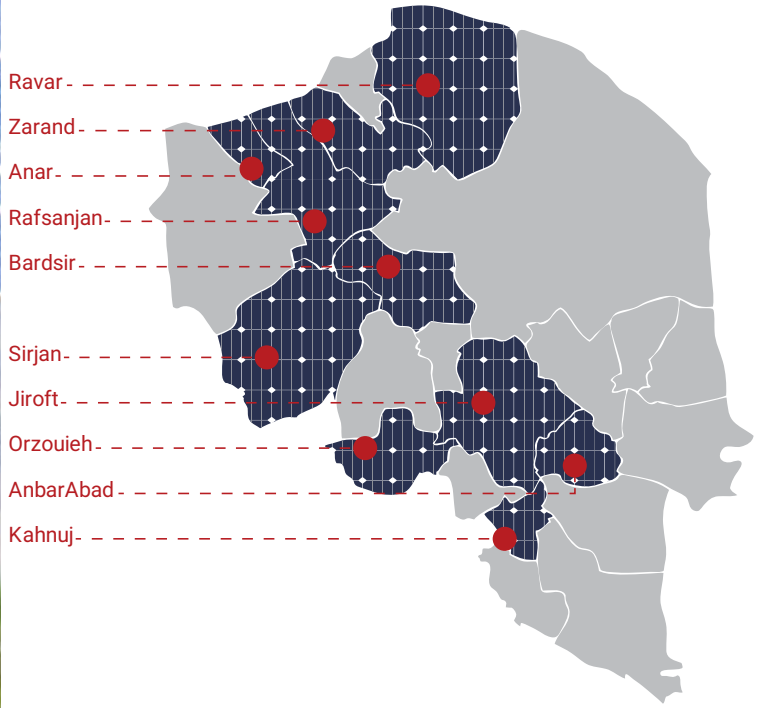 Ravar
Zarand
Anar
Rafsanjan
Bardsir
Sirjan
Jiroft
Orzouieh
AnbarAbad
Kahnuj